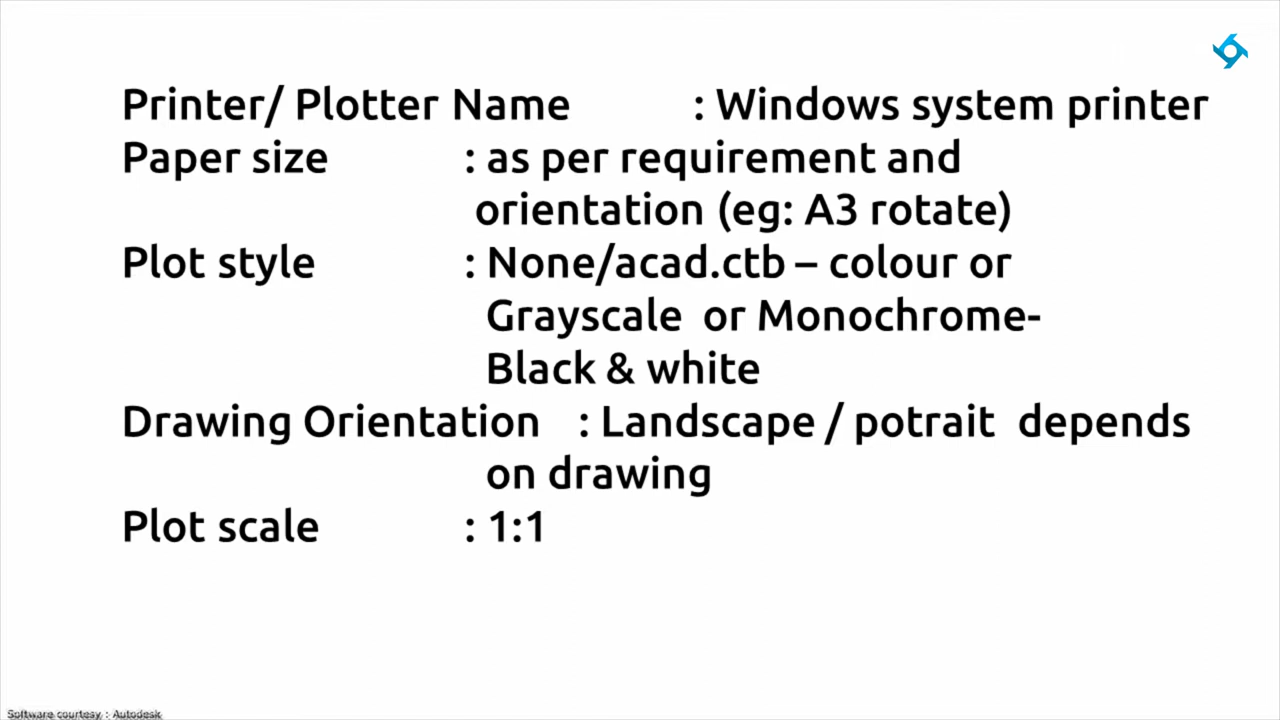 Printer/ Plotter Name : Windows system printer
Paper size : as per requirement and
orientation (eg: A3 rotate)
Plot style : None/acad.ctb – colour or
Grayscale or Monochrome-
Black & white
Drawing Orientation : Landscape / potrait depends
on drawing
Plot scale : 1:1
Software courtesy : Autodesk